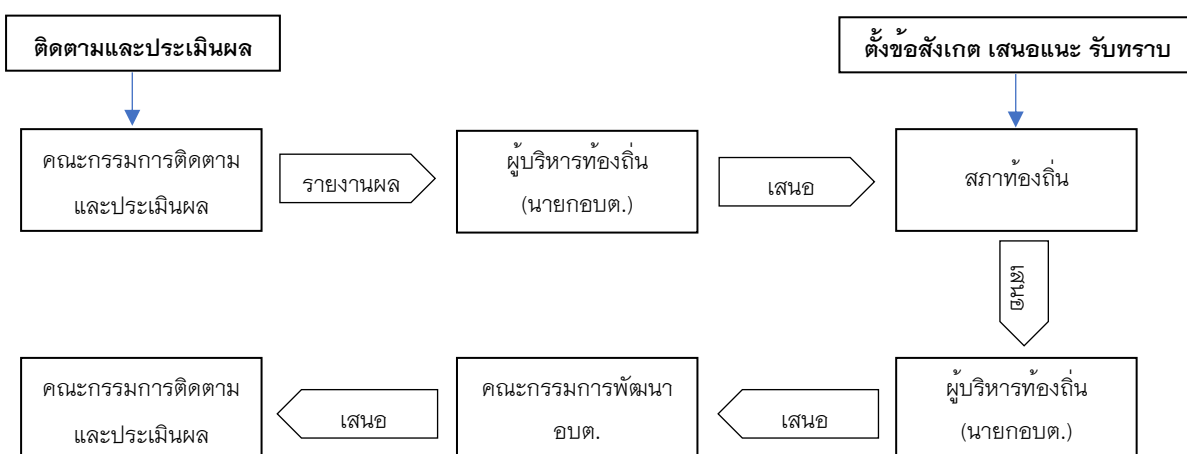 ติดตามและประเมินผล
ตั้งข้อสังเกต เสนอแนะ รับทราบ
คณะกรรมการติดตาม
และประเมินผล
รายงานผล
ผู้บริหารท้องถิ่น
(นายกอบต.)
เสนอ
สภาท้องถิ่น
เสนอ
ผู้บริหารท้องถิ่น
(นายกอบต.)
เสนอ
คณะกรรมการพัฒนา
อบต.
เสนอ
คณะกรรมการติดตาม
และประเมินผล